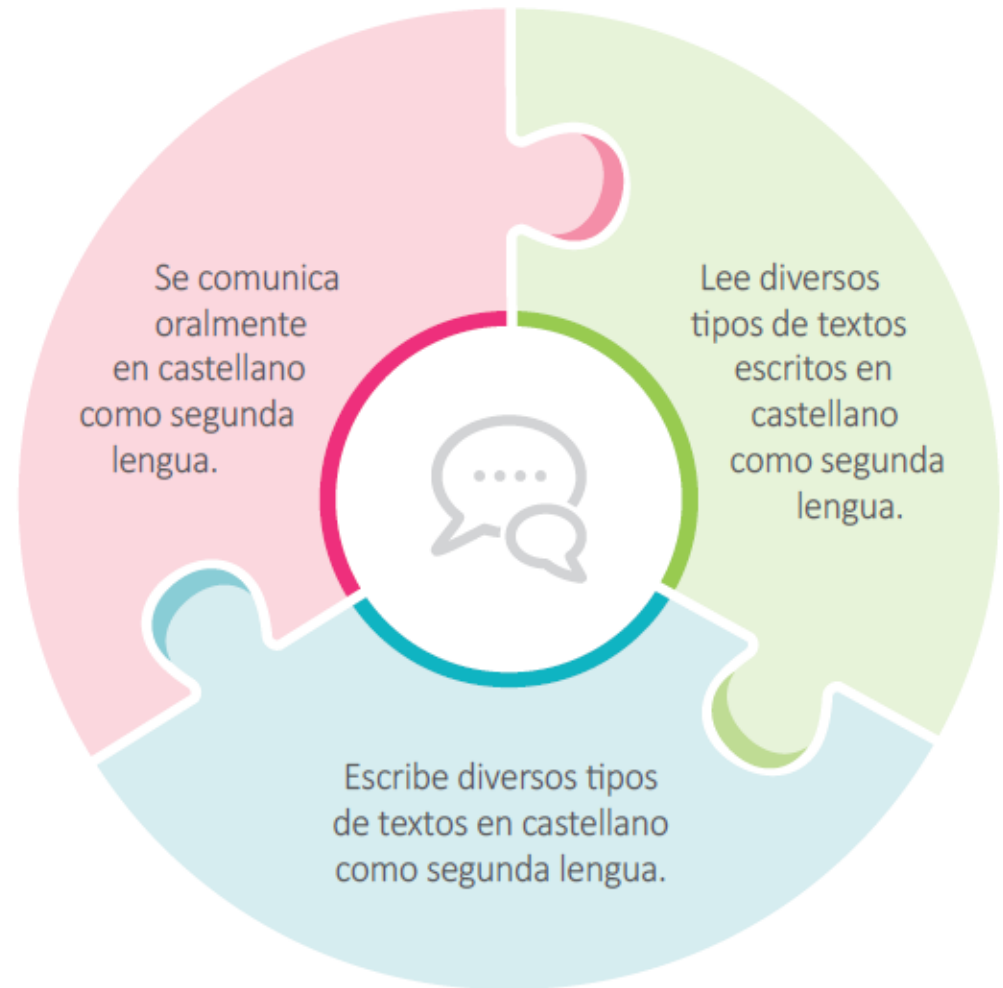 Se comunica
oralmente
en castellano
como segunda
lengua.
Lee diversos
tipos de textos
escritos en
castellano
como segunda
lengua.
Escribe diversos tipos
de textos en castellano
como segunda lengua.